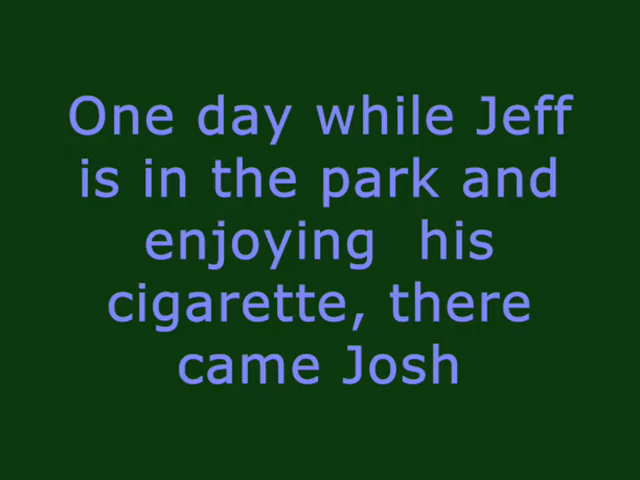 One day while Jeff
is in the park and
enjoying  his
cigarette, there
came Josh